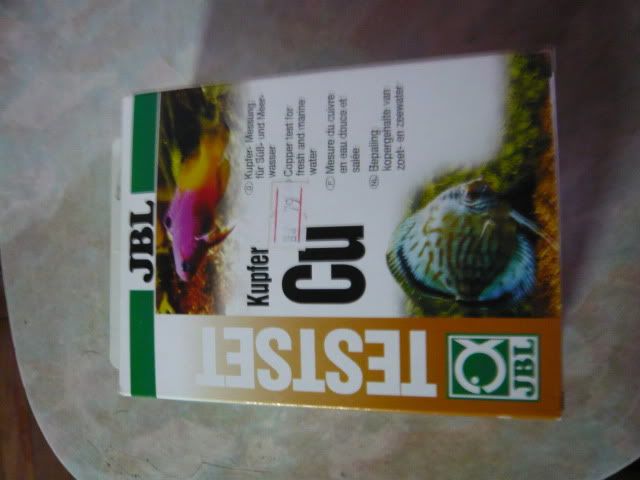 JBL
Ⓓ Kupfer- Messung
für Süß- und Meer-
wasser
Copper test for
fresh and marine
water
Ⓕ Mesure du cuivre
en eau douce et
salée
Bepaling
kopergehalte van
zoet- en zeewater
79
Kupfer
Cu
TESTSET
JBL